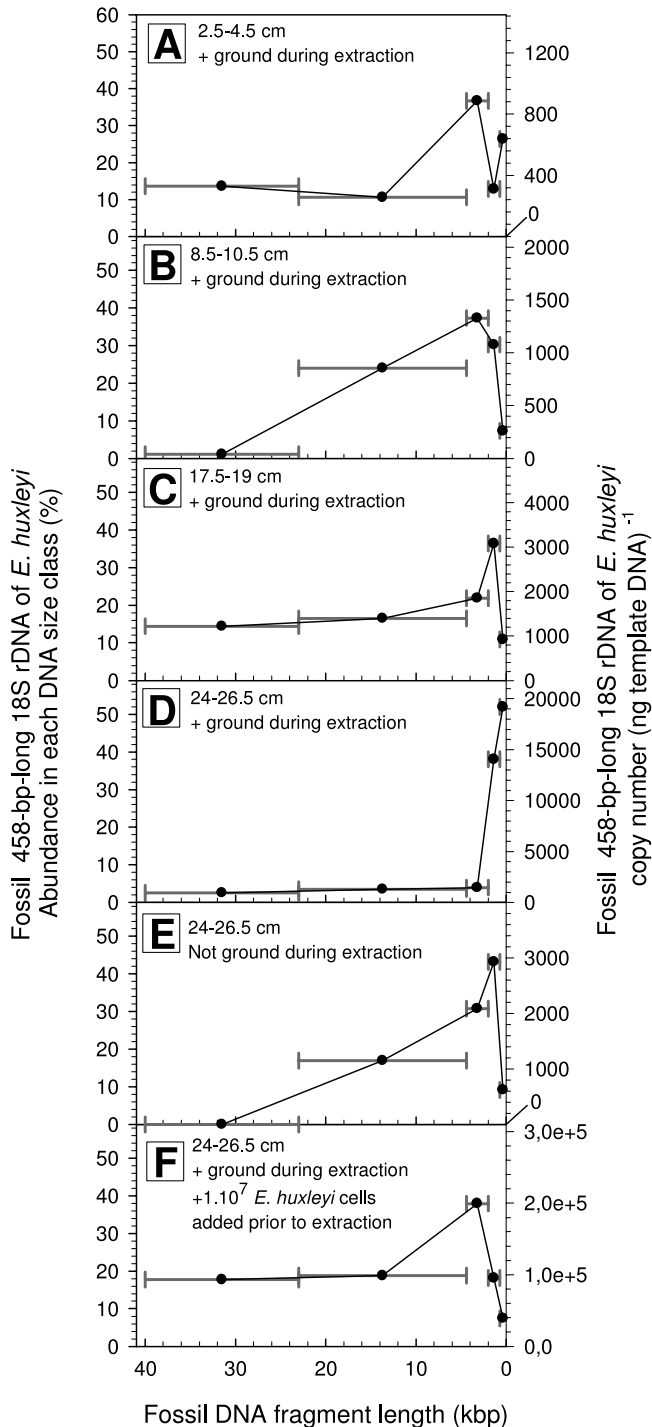 A
2.5-4.5 cm
+ ground during extraction
60
50
40
30
20
10
0
1200
800
400
0
B
8.5-10.5 cm
+ ground during extraction
50
40
30
20
10
0
2000
1500
1000
500
0
C
17.5-19 cm
+ ground during extraction
50
40
30
20
10
0
4000
3000
2000
1000
0
D
24-26.5 cm
+ ground during extraction
50
40
30
20
10
0
20000
15000
10000
5000
0
E
24-26.5 cm
Not ground during extraction
50
40
30
20
10
0
3000
2000
1000
0
F
24-26.5 cm
+ ground during extraction
+1.10⁷ E. huxleyi cells
added prior to extraction
50
40
30
20
10
0
3,0e+5
2,0e+5
1,0e+5
0,0
40 30 20 10 0
Fossil DNA fragment length (kbp)
Fossil 458-bp-long 18S rDNA of E. huxleyi
Abundance in each DNA size class (%)
Fossil 458-bp-long 18S rDNA of E. huxleyi
copy number (ng template DNA) ⁻¹